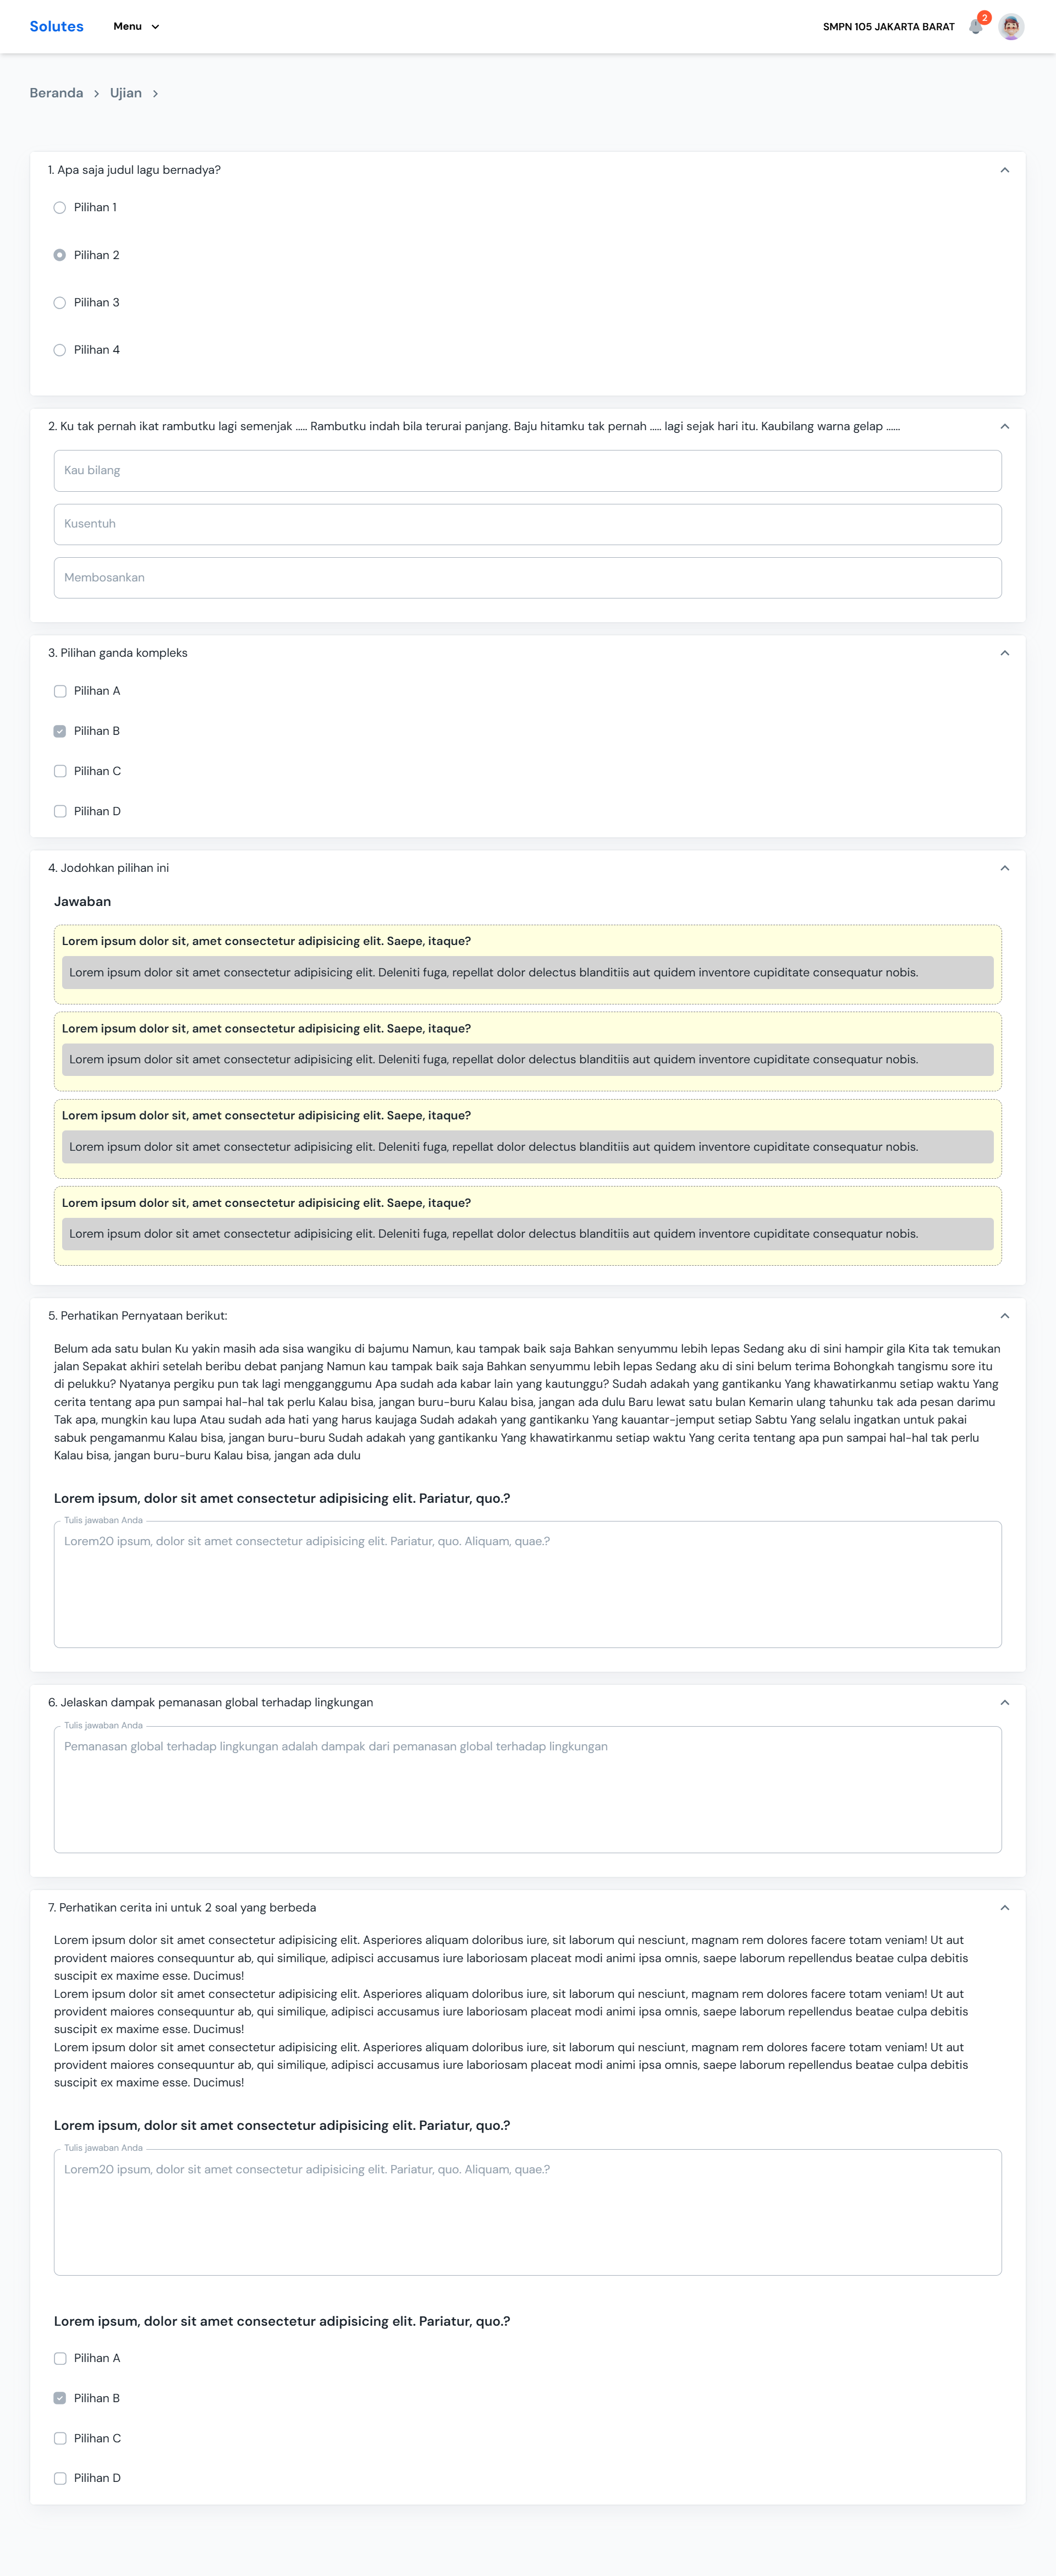 Solutes
Menu
SMPN 105 JAKARTA BARAT
2
Beranda
Ujian
1. Apa saja judul lagu bernadya?
Pilihan 1
Pilihan 2
Pilihan 3
Pilihan 4
2. Ku tak pernah ikat rambutku lagi semenjak ..... Rambutku indah bila terurai panjang. Baju hitamku tak pernah ..... lagi sejak hari itu. Kaubilang warna gelap ......
Kau bilang
Kusentuh
Membosankan
3. Pilihan ganda kompleks
Pilihan A
Pilihan B
Pilihan C
Pilihan D
4. Jodohkan pilihan ini
Jawaban
Lorem ipsum dolor sit, amet consectetur adipisicing elit. Saepe, itaque?
Lorem ipsum dolor sit amet consectetur adipisicing elit. Deleniti fuga, repellat dolor delectus blanditiis aut quidem inventore cupiditate consequatur nobis.
Lorem ipsum dolor sit, amet consectetur adipisicing elit. Saepe, itaque?
Lorem ipsum dolor sit amet consectetur adipisicing elit. Deleniti fuga, repellat dolor delectus blanditiis aut quidem inventore cupiditate consequatur nobis.
Lorem ipsum dolor sit, amet consectetur adipisicing elit. Saepe, itaque?
Lorem ipsum dolor sit amet consectetur adipisicing elit. Deleniti fuga, repellat dolor delectus blanditiis aut quidem inventore cupiditate consequatur nobis.
Lorem ipsum dolor sit, amet consectetur adipisicing elit. Saepe, itaque?
Lorem ipsum dolor sit amet consectetur adipisicing elit. Deleniti fuga, repellat dolor delectus blanditiis aut quidem inventore cupiditate consequatur nobis.
5. Perhatikan Pernyataan berikut:
Belum ada satu bulan Ku yakin masih ada sisa wangiku di bajumu Namun, kau tampak baik saja Bahkan senyummu lebih lepas Sedang aku di sini hampir gila Kita tak temukan
jalan Sepakat akhiri setelah beribu debat panjang Namun kau tampak baik saja Bahkan senyummu lebih lepas Sedang aku di sini belum terima Bohongkah tangismu sore itu
di pelukku? Nyatanya pergiku pun tak lagi mengganggumu Apa sudah ada kabar lain yang kautunggu? Sudah adakah yang gantikanku Yang khawatirkanmu setiap waktu Yang
cerita tentang apa pun sampai hal-hal tak perlu Kalau bisa, jangan buru-buru Kalau bisa, jangan ada dulu Baru lewat satu bulan Kemarin ulang tahunku tak ada pesan darimu
Tak apa, mungkin kau lupa Atau sudah ada hati yang harus kaujaga Sudah adakah yang gantikanku Yang kauantar-jemput setiap Sabtu Yang selalu ingatkan untuk pakai
sabuk pengamanmu Kalau bisa, jangan buru-buru Sudah adakah yang gantikanku Yang khawatirkanmu setiap waktu Yang cerita tentang apa pun sampai hal-hal tak perlu
Kalau bisa, jangan buru-buru Kalau bisa, jangan ada dulu
Lorem ipsum, dolor sit amet consectetur adipisicing elit. Pariatur, quo.?
Tulis jawaban Anda
Lorem20 ipsum, dolor sit amet consectetur adipisicing elit. Pariatur, quo. Aliquam, quae.?
6. Jelaskan dampak pemanasan global terhadap lingkungan
Tulis jawaban Anda
Pemanasan global terhadap lingkungan adalah dampak dari pemanasan global terhadap lingkungan
7. Perhatikan cerita ini untuk 2 soal yang berbeda
Lorem ipsum dolor sit amet consectetur adipisicing elit. Asperiores aliquam doloribus iure, sit laborum qui nesciunt, magnam rem dolores facere totam veniam! Ut aut
provident maiores consequuntur ab, qui similique, adipisci accusamus iure laboriosam placeat modi animi ipsa omnis, saepe laborum repellendus beatae culpa debitis
suscipit ex maxime esse. Ducimus!
Lorem ipsum dolor sit amet consectetur adipisicing elit. Asperiores aliquam doloribus iure, sit laborum qui nesciunt, magnam rem dolores facere totam veniam! Ut aut
provident maiores consequuntur ab, qui similique, adipisci accusamus iure laboriosam placeat modi animi ipsa omnis, saepe laborum repellendus beatae culpa debitis
suscipit ex maxime esse. Ducimus!
Lorem ipsum dolor sit amet consectetur adipisicing elit. Asperiores aliquam doloribus iure, sit laborum qui nesciunt, magnam rem dolores facere totam veniam! Ut aut
provident maiores consequuntur ab, qui similique, adipisci accusamus iure laboriosam placeat modi animi ipsa omnis, saepe laborum repellendus beatae culpa debitis
suscipit ex maxime esse. Ducimus!
Lorem ipsum, dolor sit amet consectetur adipisicing elit. Pariatur, quo.?
Tulis jawaban Anda
Lorem20 ipsum, dolor sit amet consectetur adipisicing elit. Pariatur, quo. Aliquam, quae.?
Lorem ipsum, dolor sit amet consectetur adipisicing elit. Pariatur, quo.?
Pilihan A
Pilihan B
Pilihan C
Pilihan D